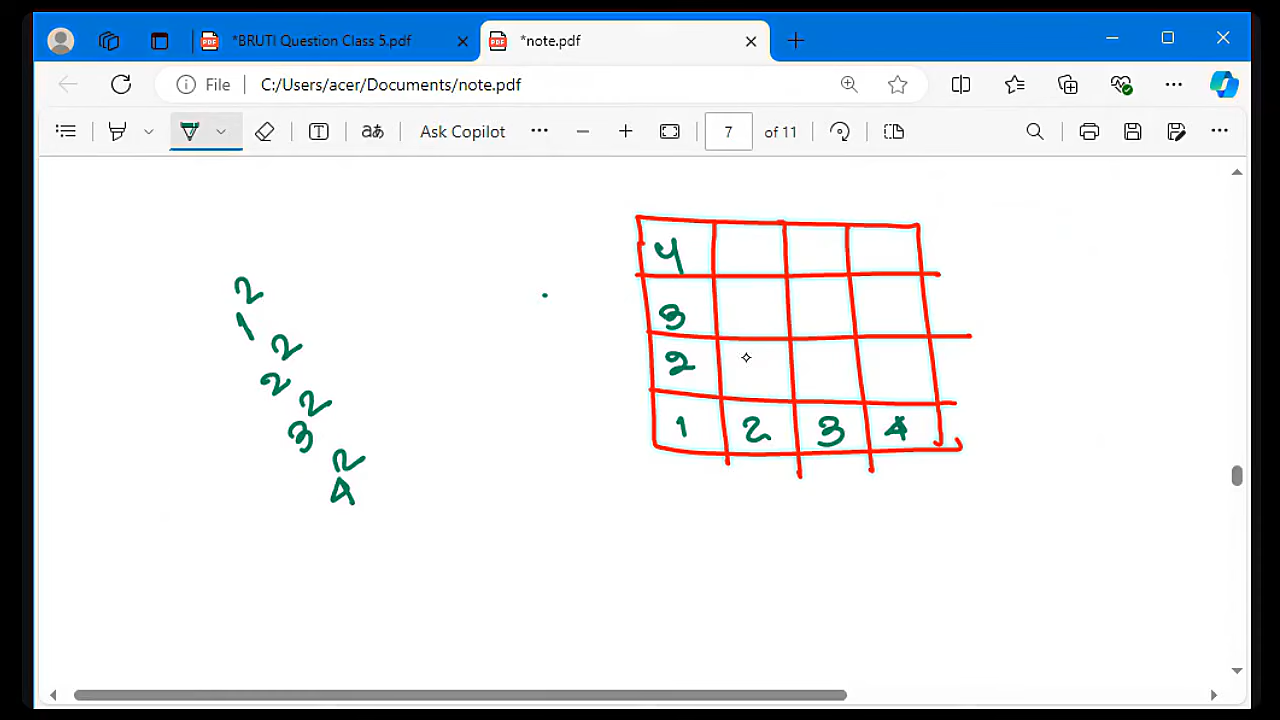 *BRUTI Question Class 5.pdf
*note.pdf
File
C:/Users/acer/Documents/note.pdf
Ask Copilot
7 of 11
2
1
2
2
2
3
2
4
4
3
2
1 2 3 4